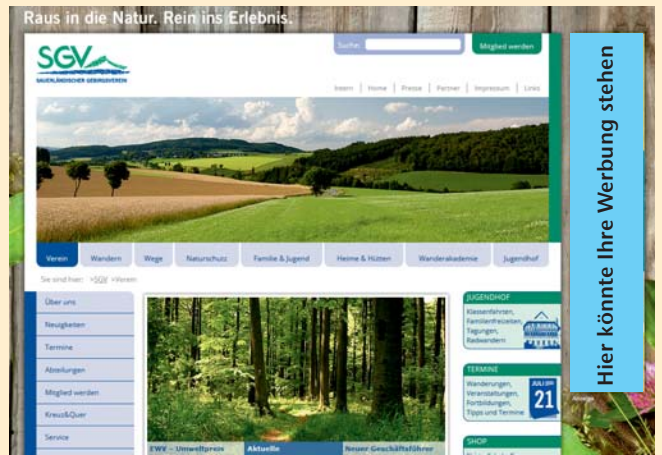 Raus in die Natur. Rein ins Erlebnis.
SGV
SAUERLÄNDISCHER GEBIRGSVEREIN
Suche:
Mitglied werden
Intern | Home | Presse | Partner | Impressum | Links
Verein
Wandern
Wege
Naturschutz
Familie & Jugend
Heime & Hütten
Wanderakademie
Jugendhof
Sie sind hier: >SGV >Verein
Über uns
Neuigkeiten
Termine
Abteilungen
Mitglied werden
Kreuz&Quer
Service
EWV – Umweltpreis
Aktuelle
Neuer Geschäftsführer
JUGENDHOF
Klassenfahrten,
Familienfreizeiten,
Tagungen,
Radwandern
TERMINE
Wanderungen,
Veranstaltungen,
Fortbildungen,
Tipps und Termine
JULI
21
SHOP
Hier könnte Ihre Werbung stehen
Anzeige